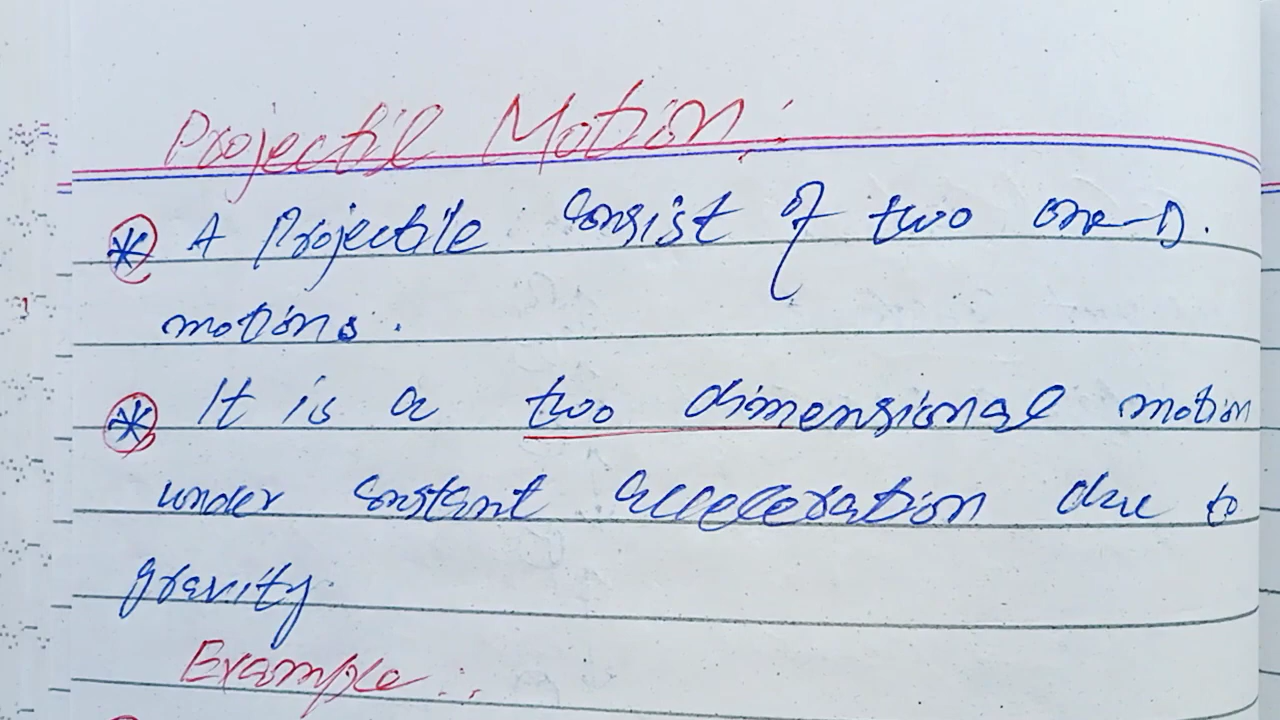 Projectil Motion :
* A Projectile consist of two one-D.
motions.
* It is a two dimensional motion
under constant acceleration due to
gravity.
Example :